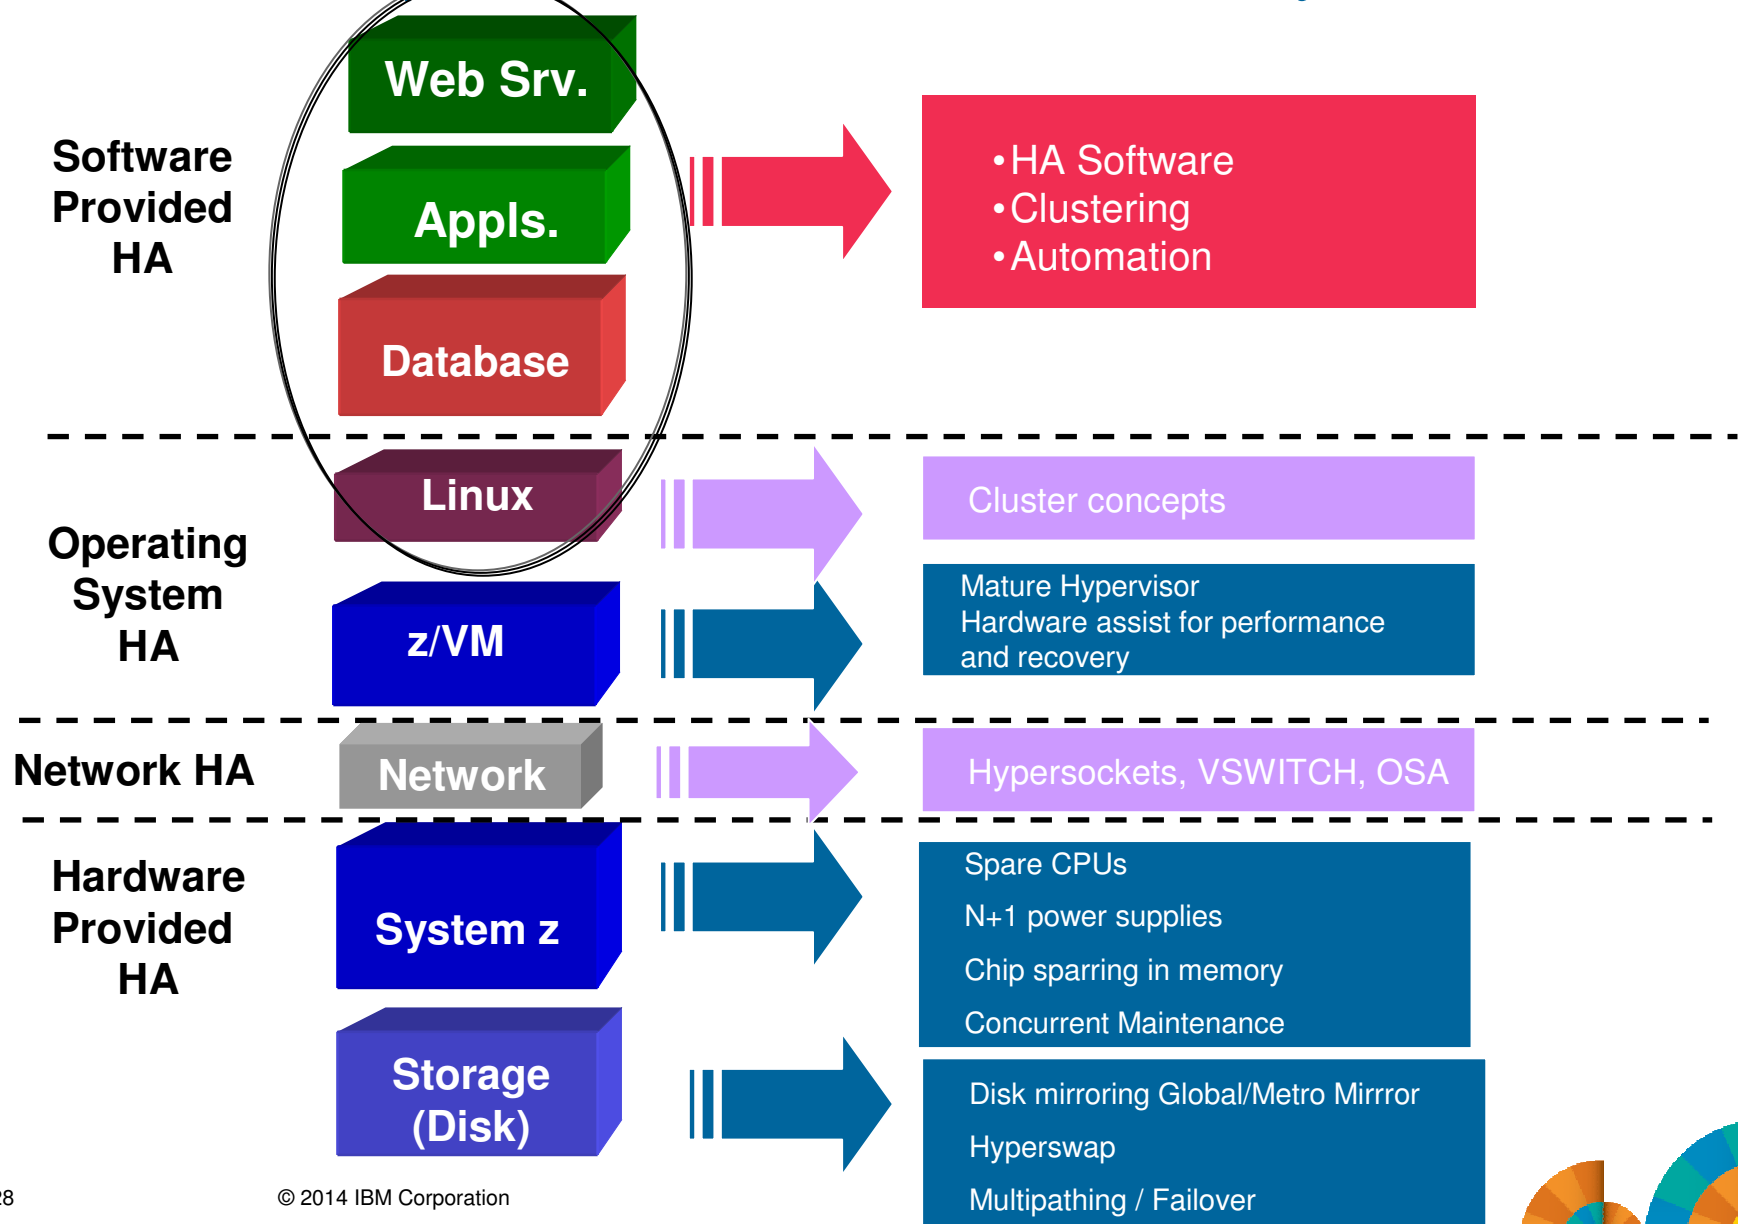 Software
Provided
HA
Web Srv.
Appls.
Database
•HA Software
•Clustering
•Automation
Operating
System
HA
Linux
Cluster concepts
z/VM
Mature Hypervisor
Hardware assist for performance
and recovery
Network HA
Network
Hypersockets, VSWITCH, OSA
Hardware
Provided
HA
System z
Spare CPUs
N+1 power supplies
Chip sparring in memory
Concurrent Maintenance
Storage
(Disk)
Disk mirroring Global/Metro Mirrror
Hyperswap
Multipathing / Failover
28
© 2014 IBM Corporation